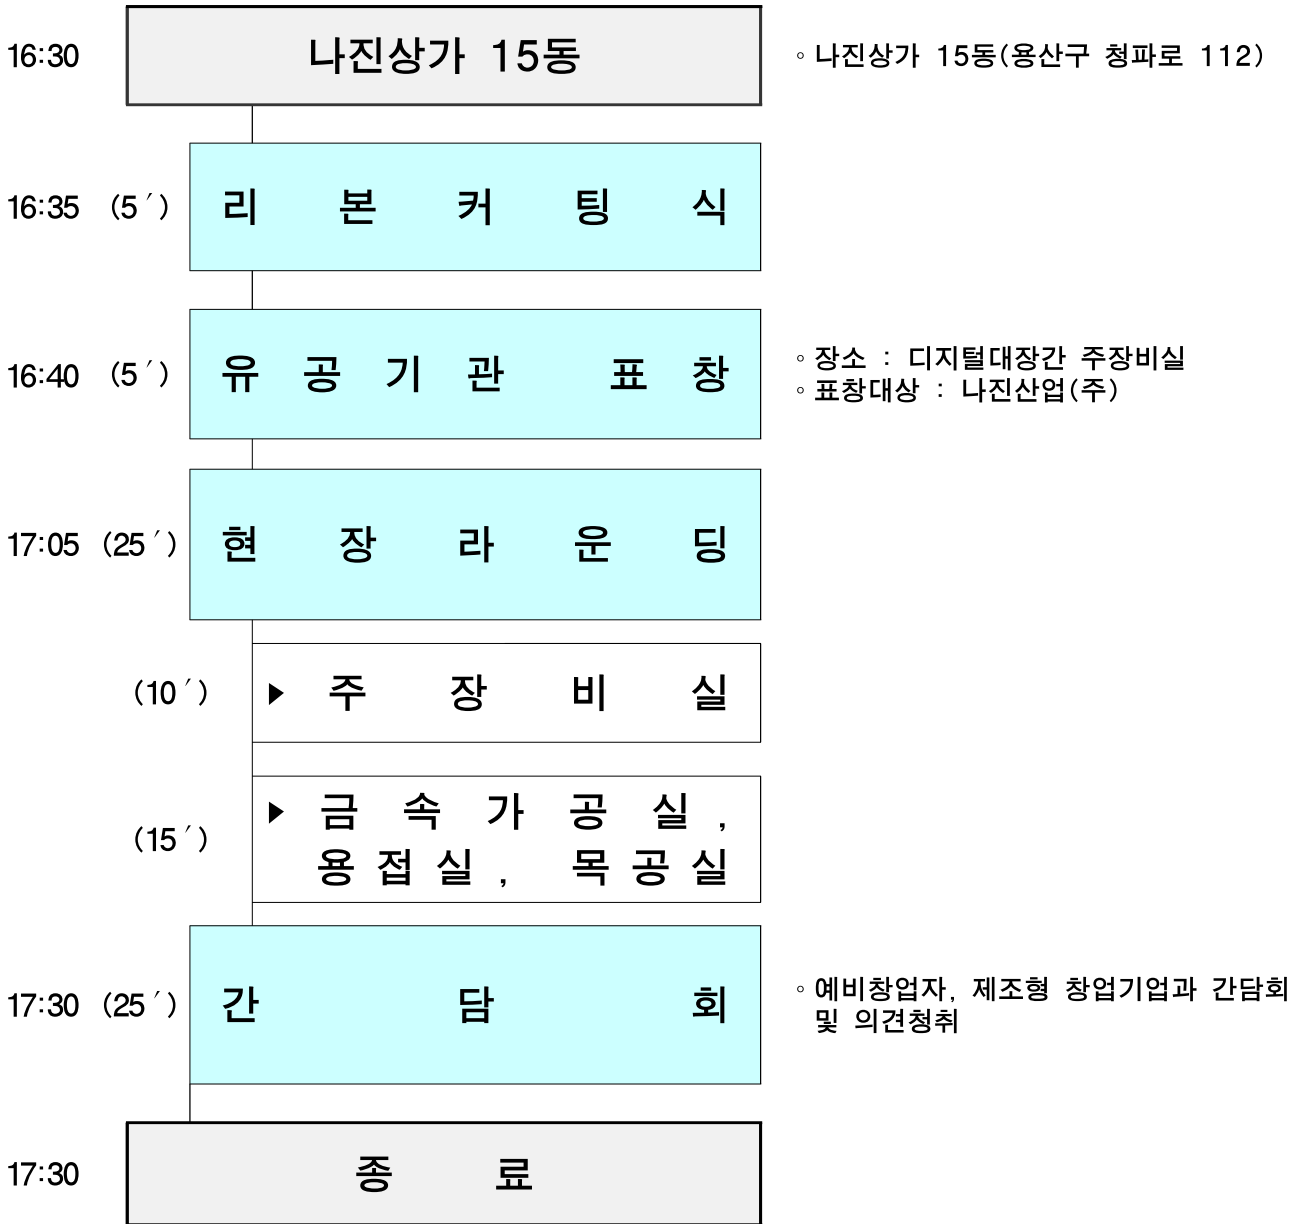 16:30 나진상가 15동 ◦ 나진상가 15동(용산구 청파로 112)
16:35 (5′) 리본커팅식
16:40 (5′) 유공기관 표창 ◦ 장소 : 디지털대장간 주장비실
◦ 표창대상 : 나진산업(주)
17:05 (25′) 현장라운딩
(10′) ▶ 주장비실
(15′) ▶ 금속가공실,
용접실, 목공실
17:30 (25′) 간담회 ◦ 예비창업자, 제조형 창업기업과 간담회
및 의견청취
17:30 종료